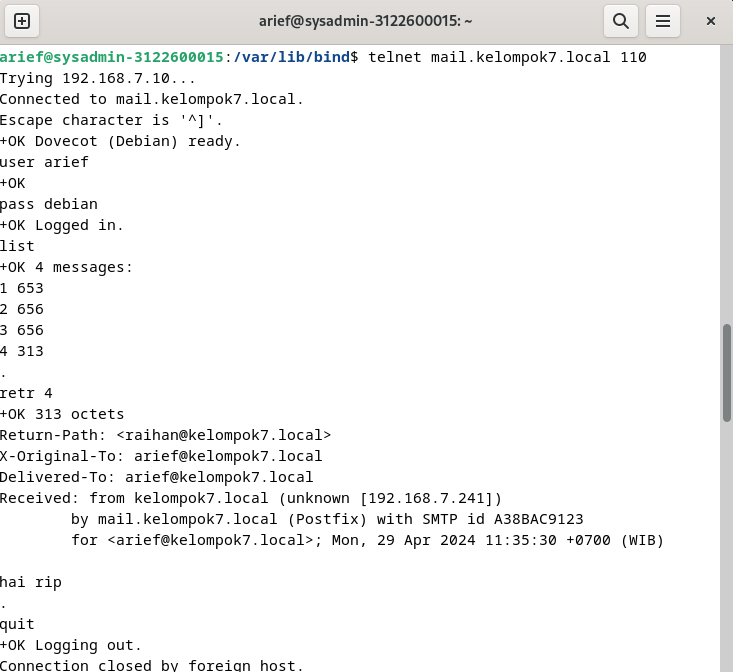 arief@sysadmin-3122600015: ~
arief@sysadmin-3122600015:/var/lib/bind$ telnet mail.kelompok7.local 110
Trying 192.168.7.10...
Connected to mail.kelompok7.local.
Escape character is '^]'.
+OK Dovecot (Debian) ready.
user arief
+OK
pass debian
+OK Logged in.
list
+OK 4 messages:
1 653
2 656
3 656
4 313
.
retr 4
+OK 313 octets
Return-Path: <raihan@kelompok7.local>
X-Original-To: arief@kelompok7.local
Delivered-To: arief@kelompok7.local
Received: from kelompok7.local (unknown [192.168.7.241])
        by mail.kelompok7.local (Postfix) with SMTP id A38BAC9123
        for <arief@kelompok7.local>; Mon, 29 Apr 2024 11:35:30 +0700 (WIB)

hai rip
.
quit
+OK Logging out.
Connection closed by foreign host.